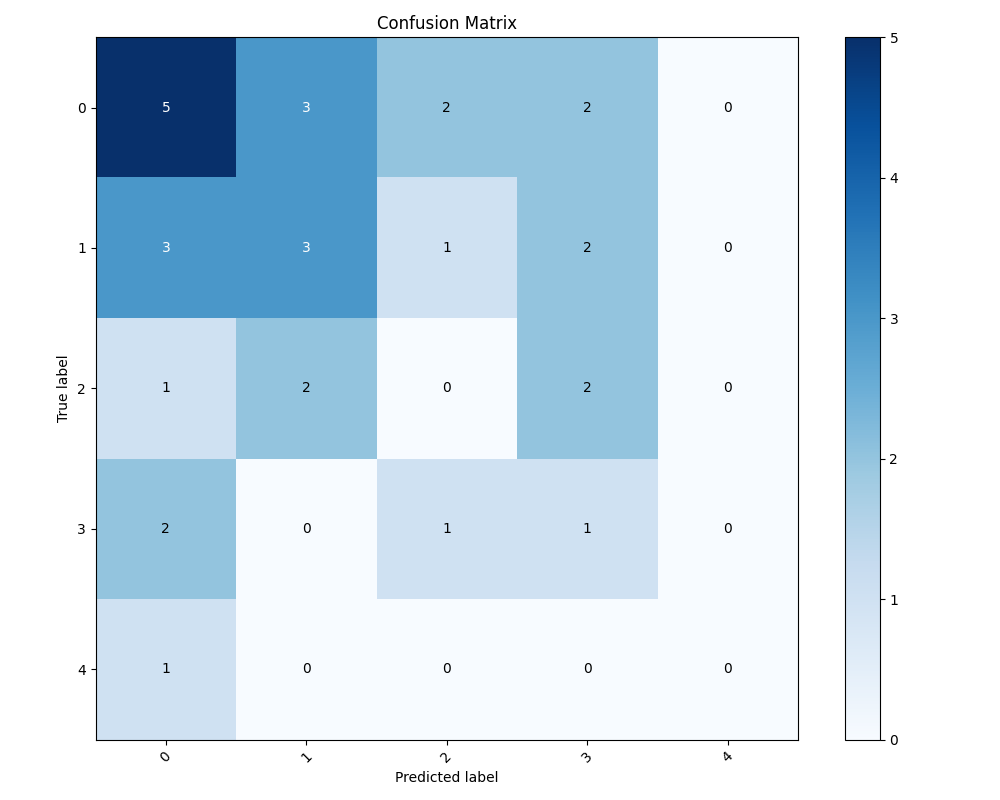 Confusion Matrix
0 5 3 2 2 0
1 3 3 1 2 0
2 1 2 0 2 0
3 2 0 1 1 0
4 1 0 0 0 0
0 1 2 3 4
True label
Predicted label
5
4
3
2
1
0